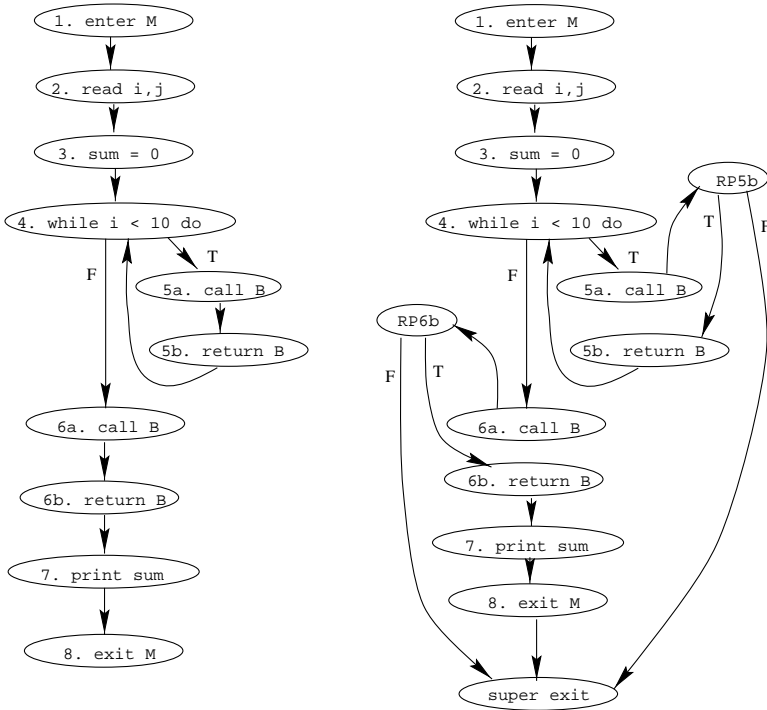 1. enter M
2. read i,j
3. sum = 0
4. while i < 10 do
T
F
5a. call B
5b. return B
6a. call B
6b. return B
7. print sum
8. exit M
1. enter M
2. read i,j
3. sum = 0
RP5b
4. while i < 10 do
T
F
T
F
5a. call B
RP6b
5b. return B
F
T
6a. call B
6b. return B
7. print sum
8. exit M
super exit